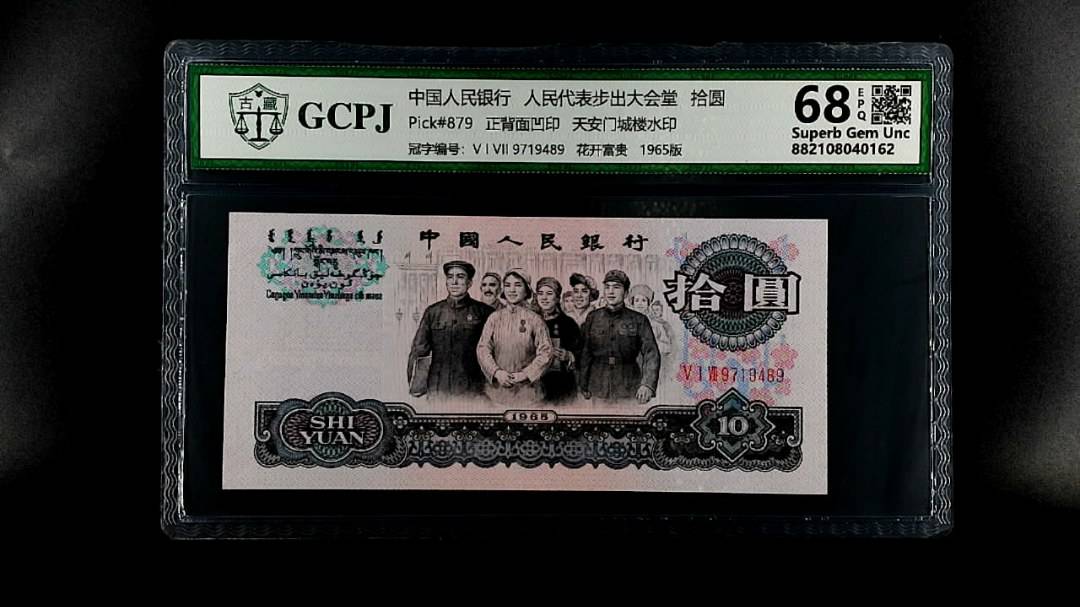 古藏
GCPJ
中国人民银行 人民代表步出大会堂 拾圆
Pick#879 正背面凹印 天安门城楼水印
冠字编号: V I VII 9719489 花开富贵 1965版
68 EPQ
Superb Gem Unc
882108040162
中國人民銀行
拾圓
V I VII 9719489
1965
SHI YUAN
10